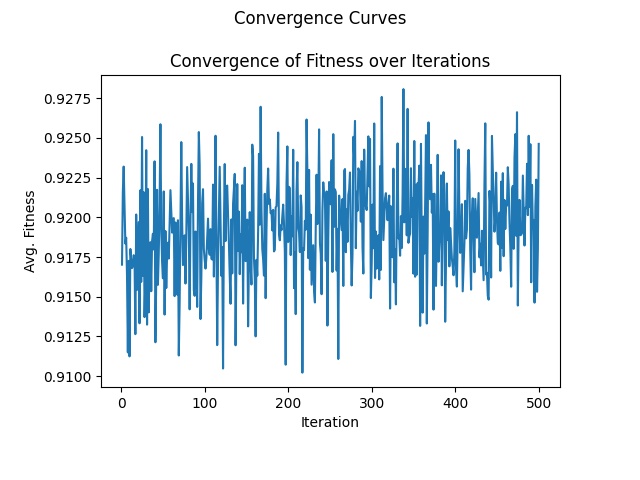 Convergence Curves
Convergence of Fitness over Iterations
Avg. Fitness
0.9275
0.9250
0.9225
0.9200
0.9175
0.9150
0.9125
0.9100
0 100 200 300 400 500
Iteration